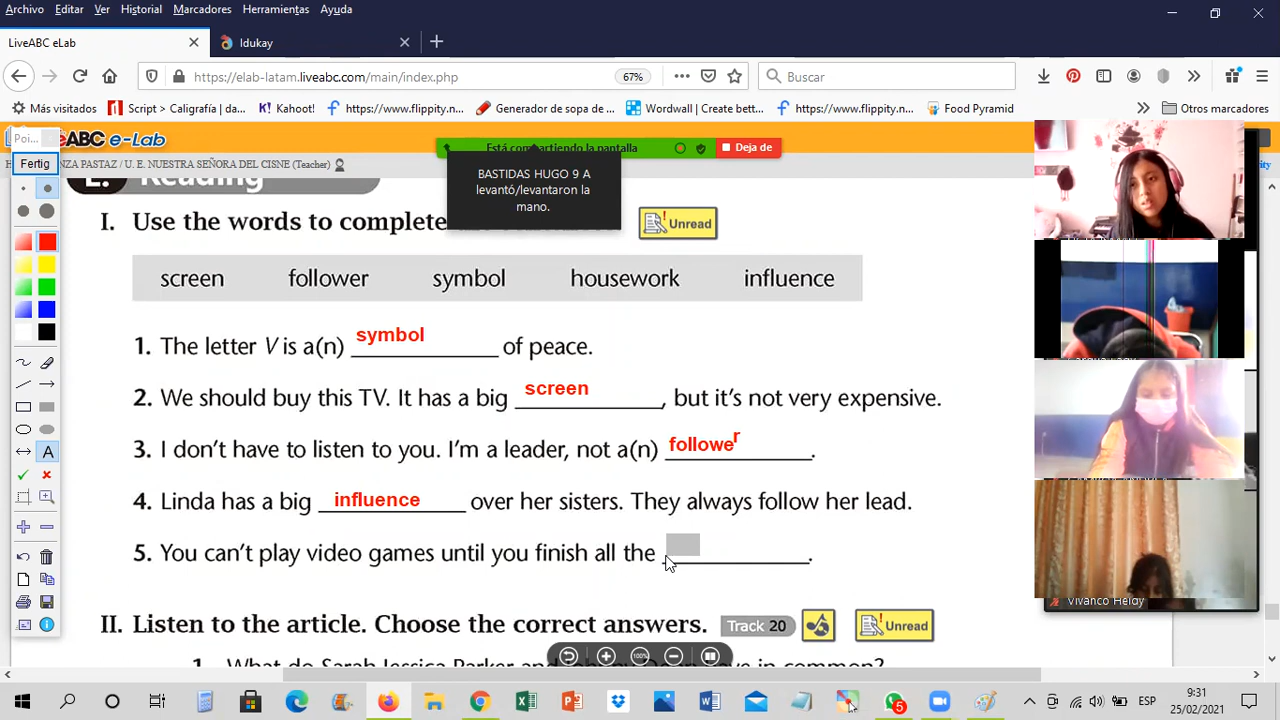 Archivo Editar Ver Historial Marcadores Herramientas Ayuda
LiveABC eLab
Idukay
https://elab-latam.liveabc.com/main/index.php
67%
Buscar
Más visitados
Script > Caligrafía (d...
Kahoot!
https://www.flippity.n...
Generador de sopa de ...
Wordwall | Create bett...
https://www.flippity.n...
Food Pyramid
Otros marcadores
Poi...
eABC e-Lab
Fertig
NZA PASTAZ / U. E. NUESTRA SEÑORA DEL CISNE (Teacher)
Está compartiendo la pantalla
Deja de
BASTIDAS HUGO 9 A
levantó/levantaron la
mano.
Reading
I. Use the words to complete
Unread
screen follower symbol housework influence
1. The letter V is a(n) symbol of peace.
2. We should buy this TV. It has a big screen, but it's not very expensive.
3. I don't have to listen to you. I'm a leader, not a(n) follower.
4. Linda has a big influence over her sisters. They always follow her lead.
5. You can't play video games until you finish all the ____________.
II. Listen to the article. Choose the correct answers. Track 20
Unread
100%
A
Vivanco Heidy
5
ESP
9:31
25/02/2021